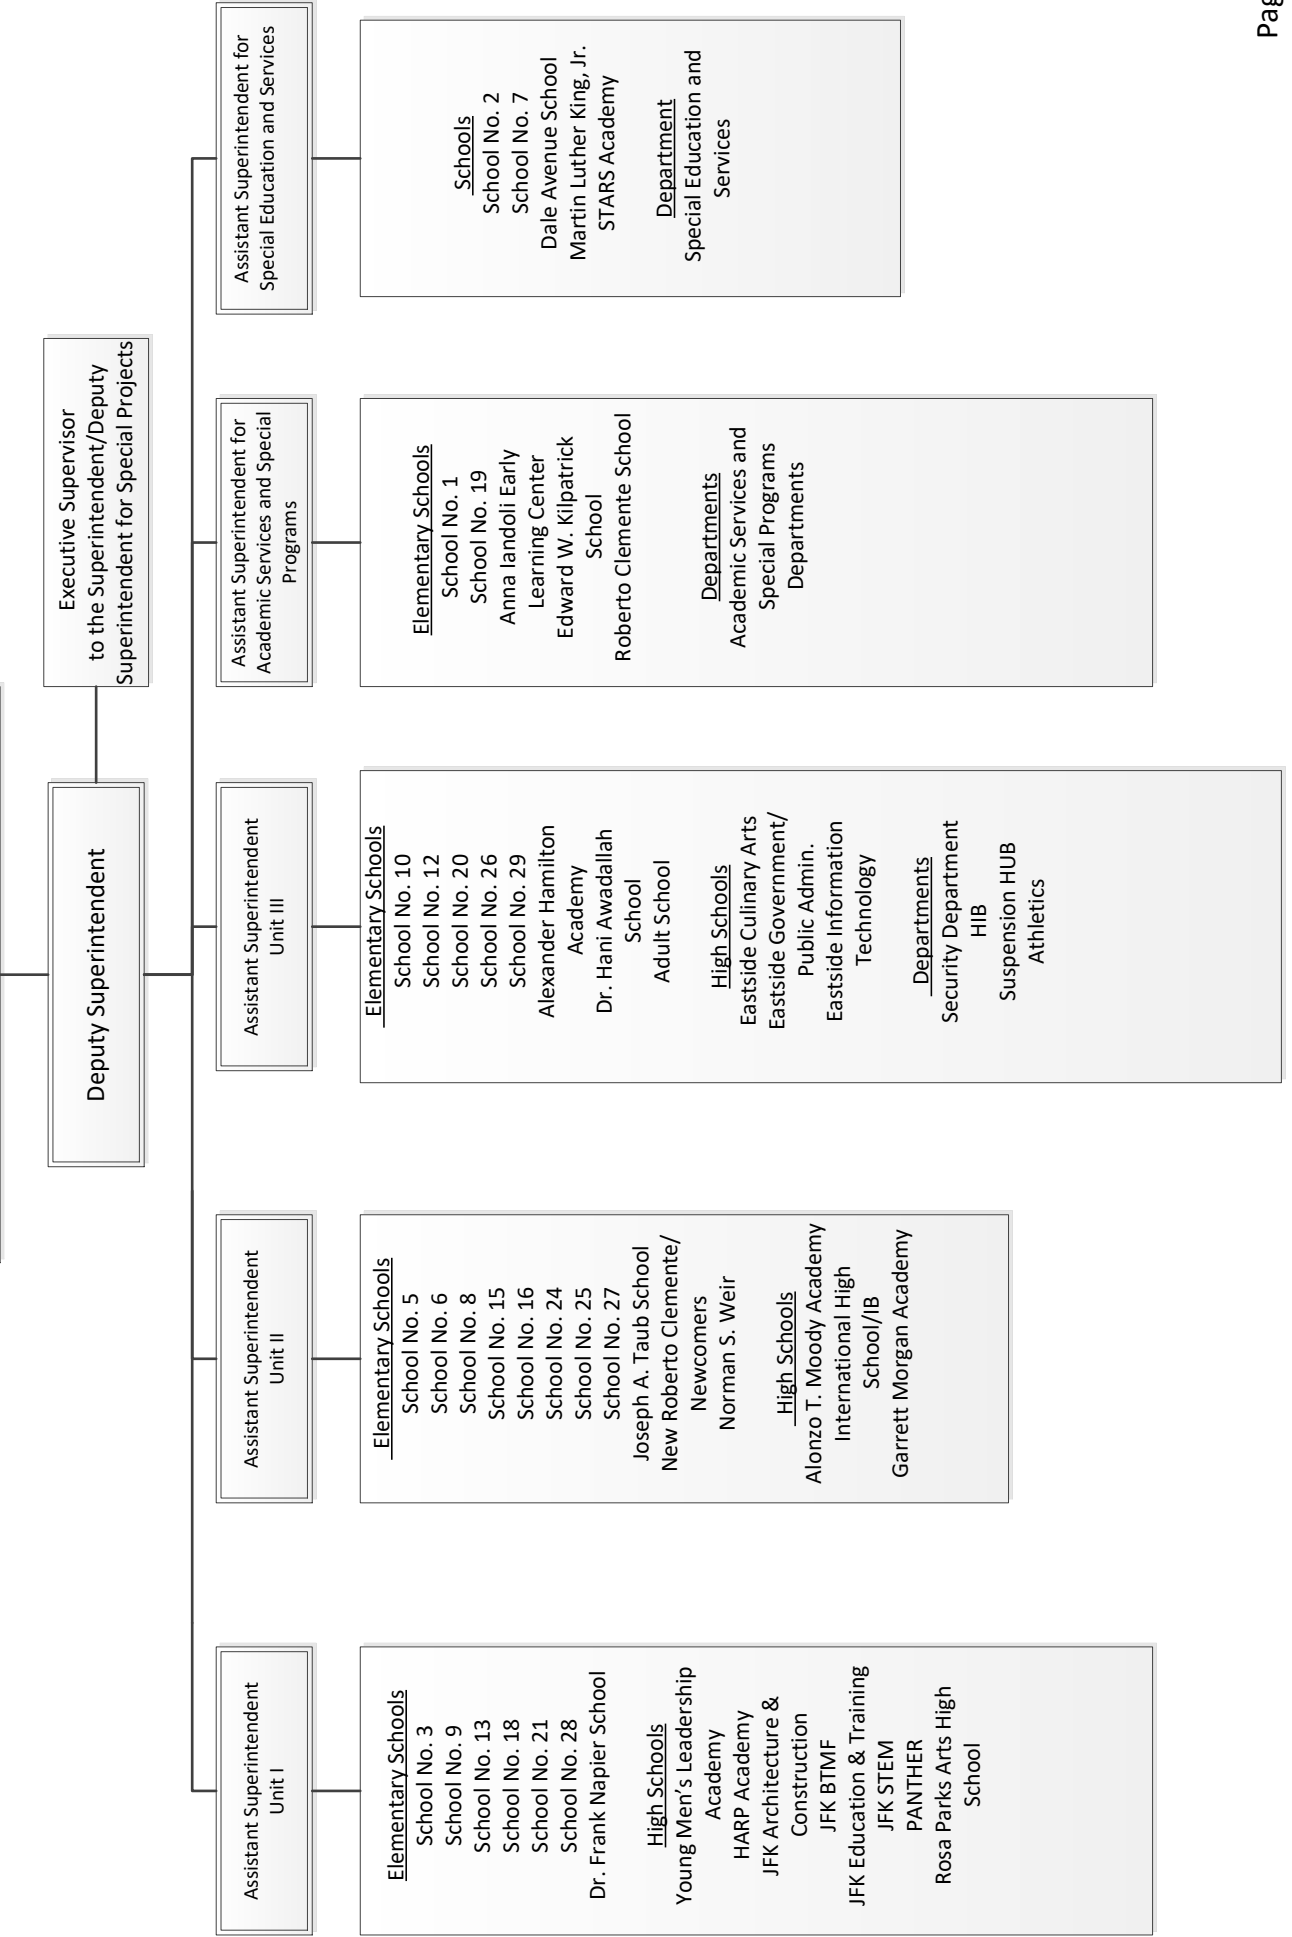 Deputy Superintendent
Executive Supervisor
to the Superintendent/Deputy
Superintendent for Special Projects
Assistant Superintendent
Unit I
Elementary Schools
School No. 3
School No. 9
School No. 13
School No. 18
School No. 21
School No. 28
Dr. Frank Napier School
High Schools
Young Men’s Leadership
Academy
HARP Academy
JFK Architecture &
Construction
JFK BTMF
JFK Education & Training
JFK STEM
PANTHER
Rosa Parks Arts High
School
Assistant Superintendent
Unit II
Elementary Schools
School No. 5
School No. 6
School No. 8
School No. 15
School No. 16
School No. 24
School No. 25
School No. 27
Joseph A. Taub School
New Roberto Clemente/
Newcomers
Norman S. Weir
High Schools
Alonzo T. Moody Academy
International High
School/IB
Garrett Morgan Academy
Assistant Superintendent
Unit III
Elementary Schools
School No. 10
School No. 12
School No. 20
School No. 26
School No. 29
Alexander Hamilton
Academy
Dr. Hani Awadallah
School
Adult School
High Schools
Eastside Culinary Arts
Eastside Government/
Public Admin.
Eastside Information
Technology
Departments
Security Department
HIB
Suspension HUB
Athletics
Assistant Superintendent for
Academic Services and Special
Programs
Elementary Schools
School No. 1
School No. 19
Anna Iandoli Early
Learning Center
Edward W. Kilpatrick
School
Roberto Clemente School
Departments
Academic Services and
Special Programs
Departments
Assistant Superintendent for
Special Education and Services
Schools
School No. 2
School No. 7
Dale Avenue School
Martin Luther King, Jr.
STARS Academy
Department
Special Education and
Services